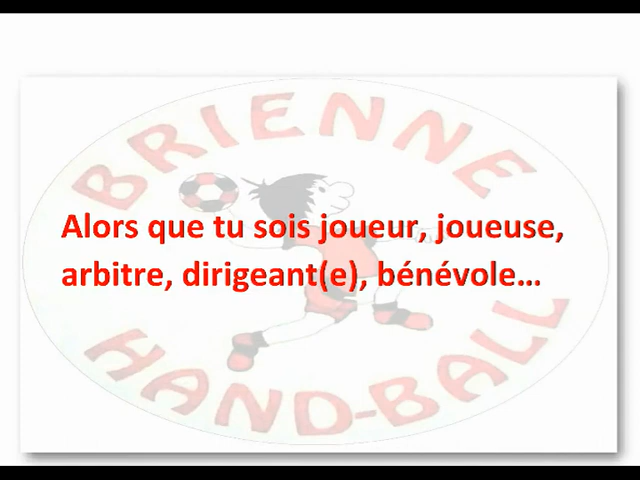 BRIENNE
Alors que tu sois joueur, joueuse,
arbitre, dirigeant(e), bénévole...
HAND-BALL